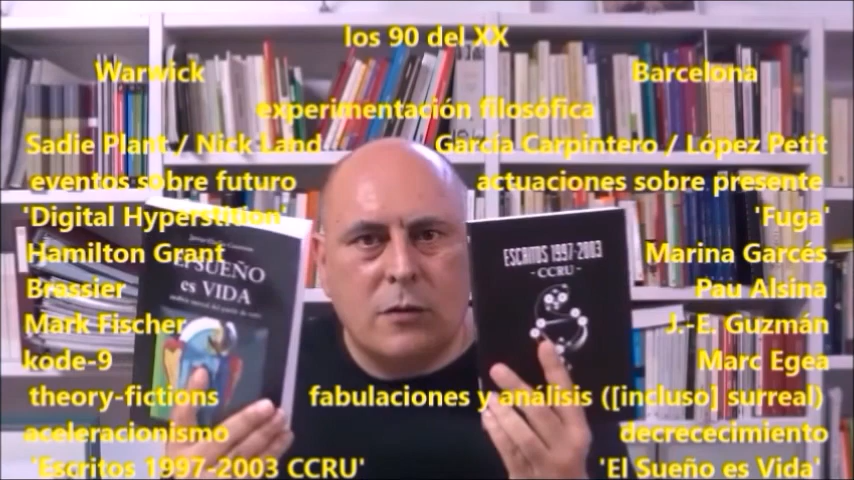 los 90 del XX
Warwick Barcelona
experimentación filosófica
Sadie Plant / Nick Land García Carpintero / López Petit
eventos sobre futuro actuaciones sobre presente
'Digital Hyperstition' 'Fuga'
Hamilton Grant Marina Garcés
Brassier Pau Alsina
Mark Fischer J.-E. Guzmán
kode-9 Marc Egea
theory-fictions fabulaciones y análisis ([incluso] surreal)
aceleracionismo decrececimiento
'Escritos 1997-2003 CCRU' 'El Sueño es Vida'
El SUEÑO
es VIDA
ESCRITOS 1997-2003
- CCRU -